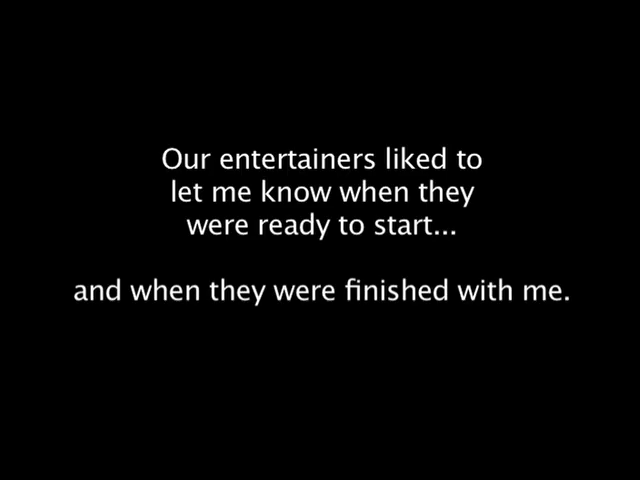 Our entertainers liked to
let me know when they
were ready to start...
and when they were finished with me.